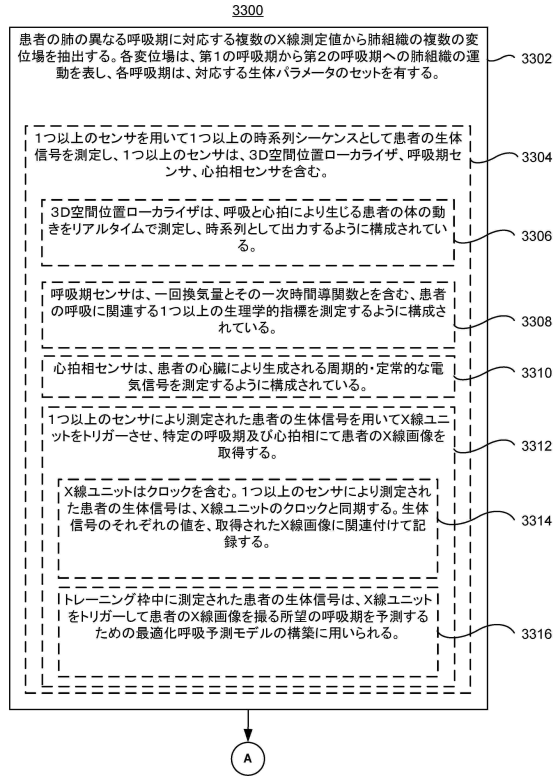 3300
患者の肺の異なる呼吸期に対応する複数のX線測定値から肺組織の複数の変
位場を抽出する。各変位場は、第1の呼吸期から第2の呼吸期への肺組織の運
動を表し、各呼吸期は、対応する生体パラメータのセットを有する。
3302
1つ以上のセンサを用いて1つ以上の時系列シーケンスとして患者の生体
信号を測定し、1つ以上のセンサは、3D空間位置ローカライザ、呼吸期セ
ンサ、心拍相センサを含む。
3304
3D空間位置ローカライザは、呼吸と心拍により生じる患者の体の動
きをリアルタイムで測定し、時系列として出力するように構成されてい
る。
3306
呼吸期センサは、一回換気量とその一次時間導関数とを含む、患者
の呼吸に関連する1つ以上の生理学的指標を測定するように構成さ
れている。
3308
心拍相センサは、患者の心臓により生成される周期的・定常的な電
気信号を測定するように構成されている。
3310
1つ以上のセンサにより測定された患者の生体信号を用いてX線ユニ
ットをトリガーさせ、特定の呼吸期及び心拍相にて患者のX線画像を
取得する。
3312
X線ユニットはクロックを含む。1つ以上のセンサにより測定され
た患者の生体信号は、X線ユニットのクロックと同期する。生体
信号のそれぞれの値を、取得されたX線画像に関連付けて記
録する。
3314
トレーニング枠中に測定された患者の生体信号は、X線ユニット
をトリガーして患者のX線画像を撮る所望の呼吸期を予測する
ための最適化呼吸予測モデルの構築に用いられる。
3316
A